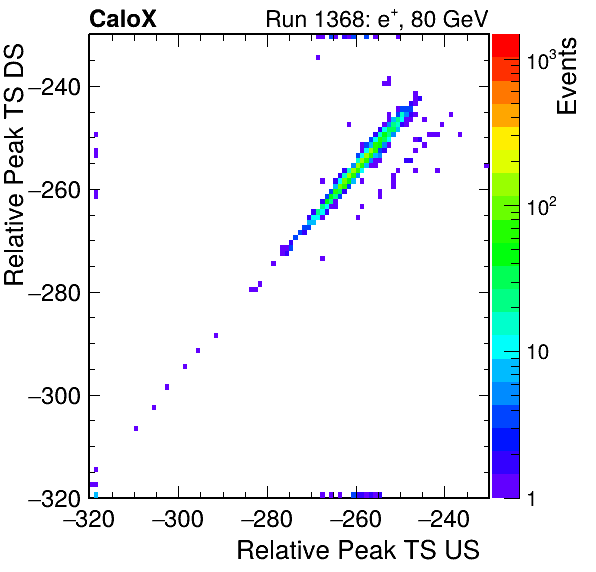 CaloX Run 1368: e⁺, 80 GeV
Relative Peak TS DS
−240
−260
−280
−300
−320
−320 −300 −280 −260 −240
Relative Peak TS US
Events
10³
10²
10
1